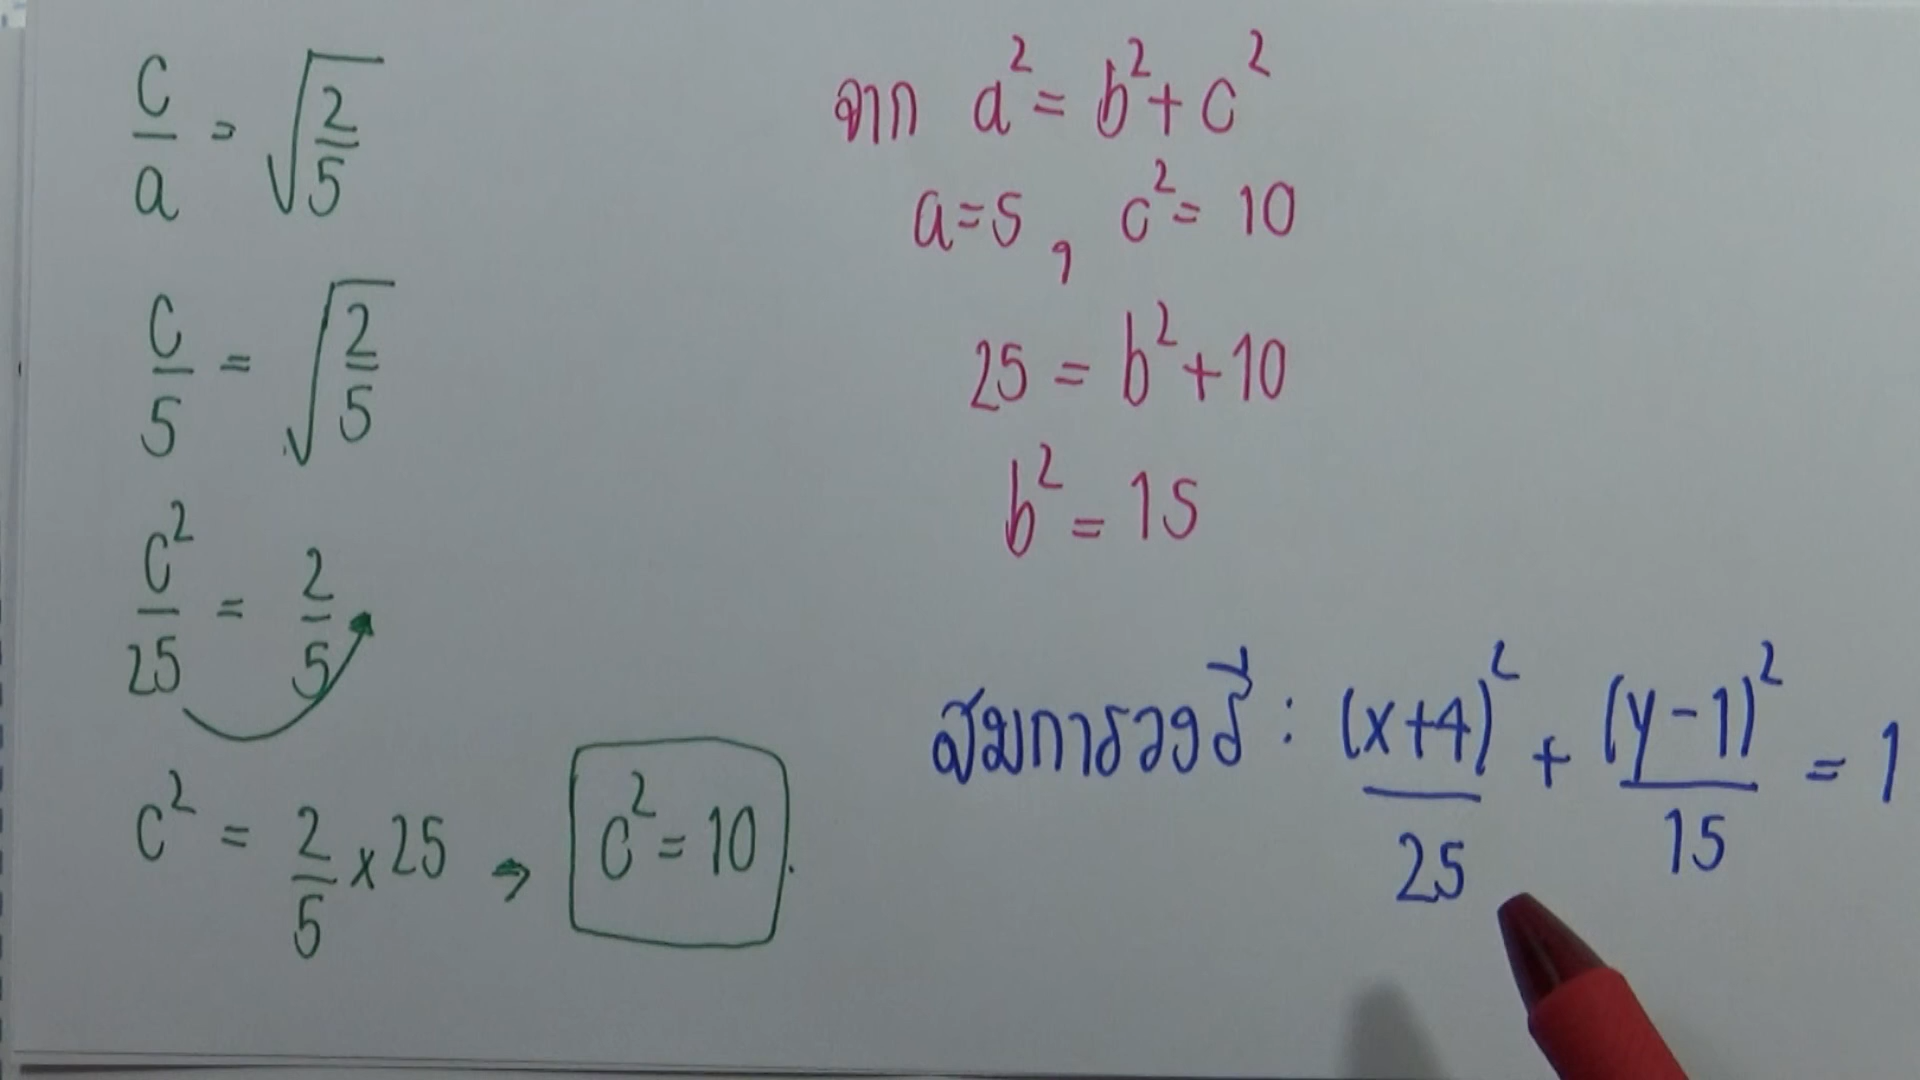 c/a = √(2/5)
c/5 = √(2/5)
c²/25 = 2/5
c² = 2/5 x 25 → c² = 10.
จาก a² = b² + c²
a = 5 , c² = 10
25 = b² + 10
b² = 15
สมการวงรี : (x+4)²/25 + (y-1)²/15 = 1